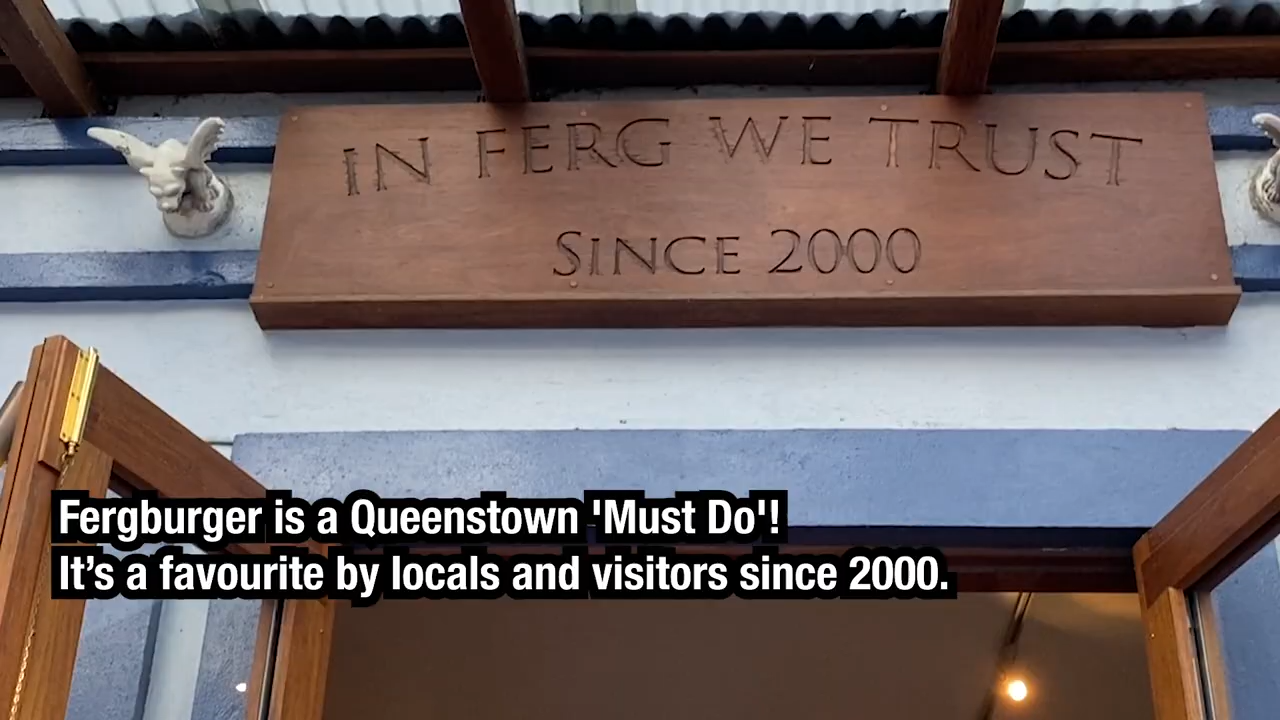 IN FERG WE TRUST
SINCE 2000
Fergburger is a Queenstown 'Must Do'!
It’s a favourite by locals and visitors since 2000.